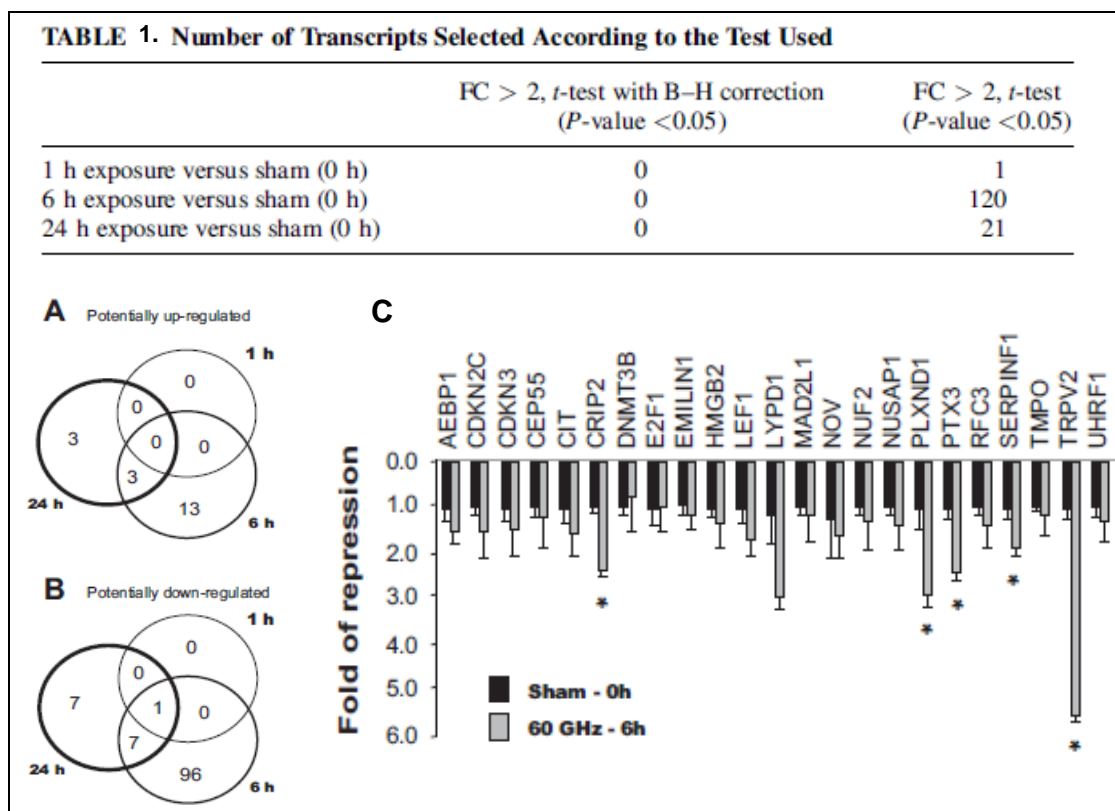 TABLE 1. Number of Transcripts Selected According to the Test Used
FC > 2, t-test with B–H correction
(P-value <0.05)
FC > 2, t-test
(P-value <0.05)
1 h exposure versus sham (0 h) 0 1
6 h exposure versus sham (0 h) 0 120
24 h exposure versus sham (0 h) 0 21
A Potentially up-regulated
1 h
0
0
3
0
0
3
13
24 h
6 h
B Potentially down-regulated
1 h
0
0
7
1
0
7
96
24 h
6 h
C
AEBP1
CDKN2C
CDKN3
CEP55
CIT
CRIP2
DNMT3B
E2F1
EMILIN1
HMGB2
LEF1
LYPD1
MAD2L1
NOV
NUF2
NUSAP1
PLXND1
PTX3
RFC3
SERPINF1
TMPO
TRPV2
UHRF1
Fold of repression
0.0
1.0
2.0
3.0
4.0
5.0
6.0
*
*
*
*
*
Sham - 0h
60 GHz - 6h